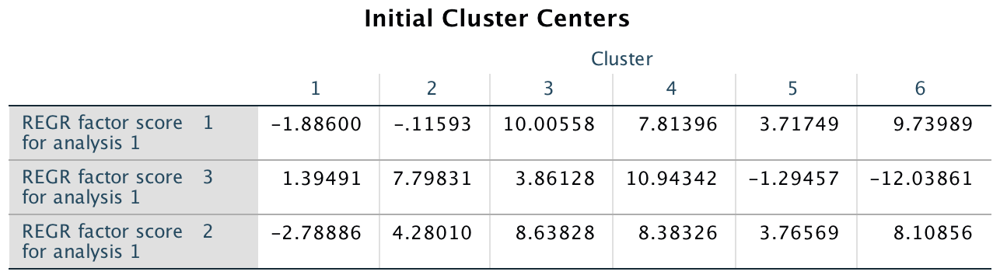 Initial Cluster Centers
Cluster
1 2 3 4 5 6
REGR factor score 1 -1.88600 -.11593 10.00558 7.81396 3.71749 9.73989
for analysis 1
REGR factor score 3 1.39491 7.79831 3.86128 10.94342 -1.29457 -12.03861
for analysis 1
REGR factor score 2 -2.78886 4.28010 8.63828 8.38326 3.76569 8.10856
for analysis 1